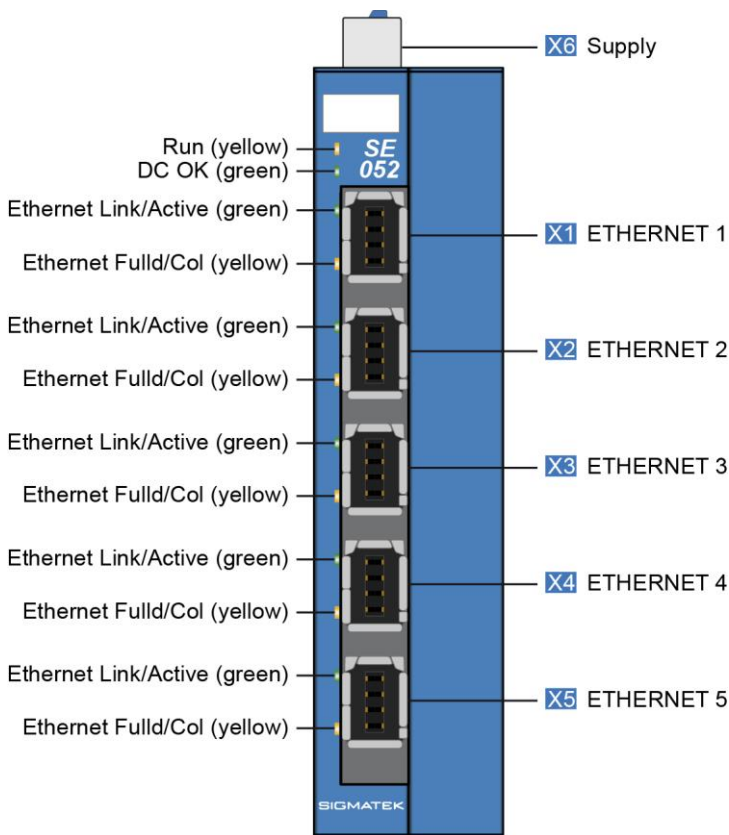 X6 Supply
Run (yellow)
SE
DC OK (green)
052
Ethernet Link/Active (green)
X1 ETHERNET 1
Ethernet Fulld/Col (yellow)
Ethernet Link/Active (green)
X2 ETHERNET 2
Ethernet Fulld/Col (yellow)
Ethernet Link/Active (green)
X3 ETHERNET 3
Ethernet Fulld/Col (yellow)
Ethernet Link/Active (green)
X4 ETHERNET 4
Ethernet Fulld/Col (yellow)
Ethernet Link/Active (green)
X5 ETHERNET 5
Ethernet Fulld/Col (yellow)
SIGMATEK